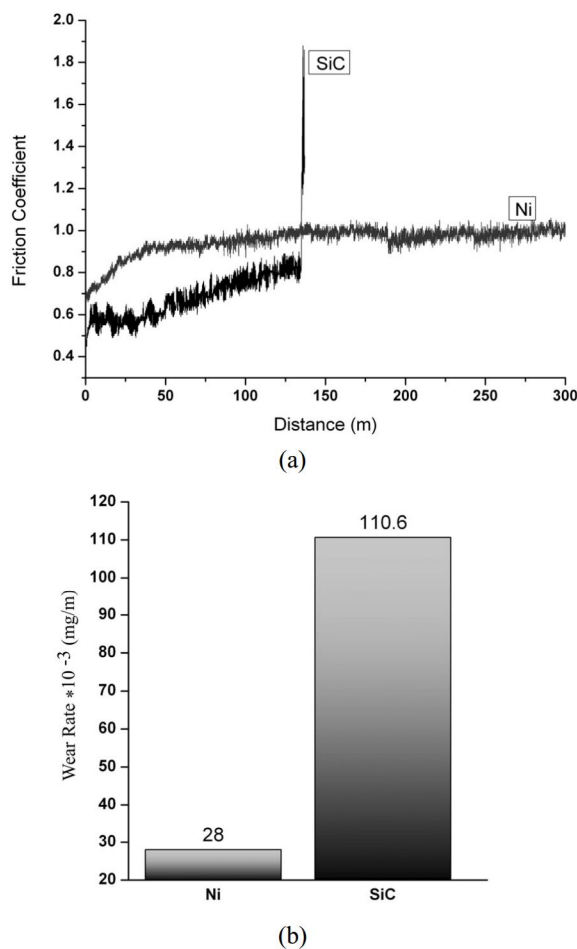 2.0
1.8
1.6
1.4
1.2
1.0
0.8
0.6
0.4
Friction Coefficient
SiC
Ni
0 50 100 150 200 250 300
Distance (m)
(a)
120
110
100
90
80
70
60
50
40
30
20
Wear Rate *10 -3 (mg/m)
110.6
28
Ni SiC
(b)